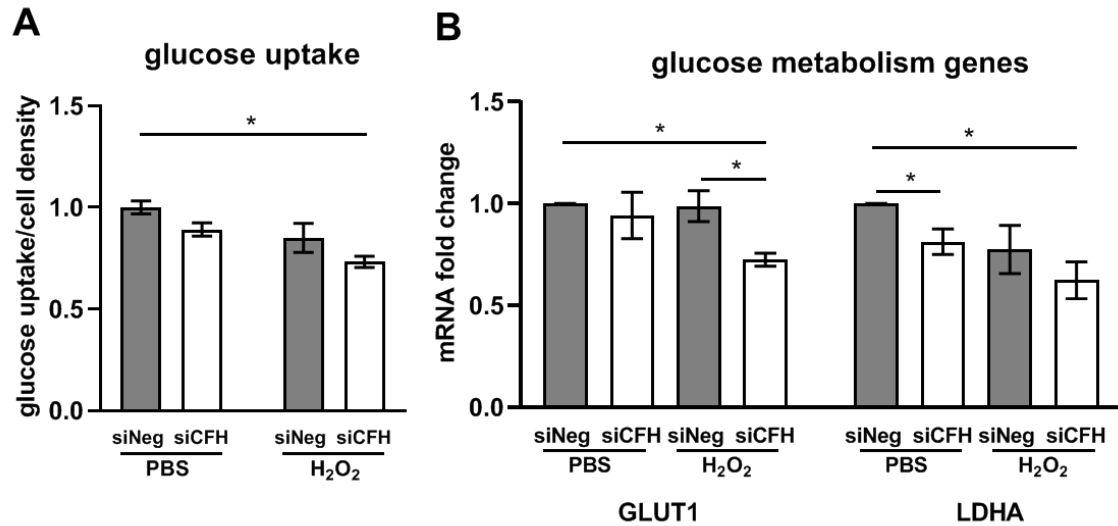 A
glucose uptake
glucose uptake/cell density
1.5
1.0
0.5
0.0
*
siNeg siCFH siNeg siCFH
PBS H₂O₂
B
glucose metabolism genes
mRNA fold change
1.5
1.0
0.5
0.0
* * * *
siNeg siCFH siNeg siCFH siNeg siCFH siNeg siCFH
PBS H₂O₂ PBS H₂O₂
GLUT1 LDHA